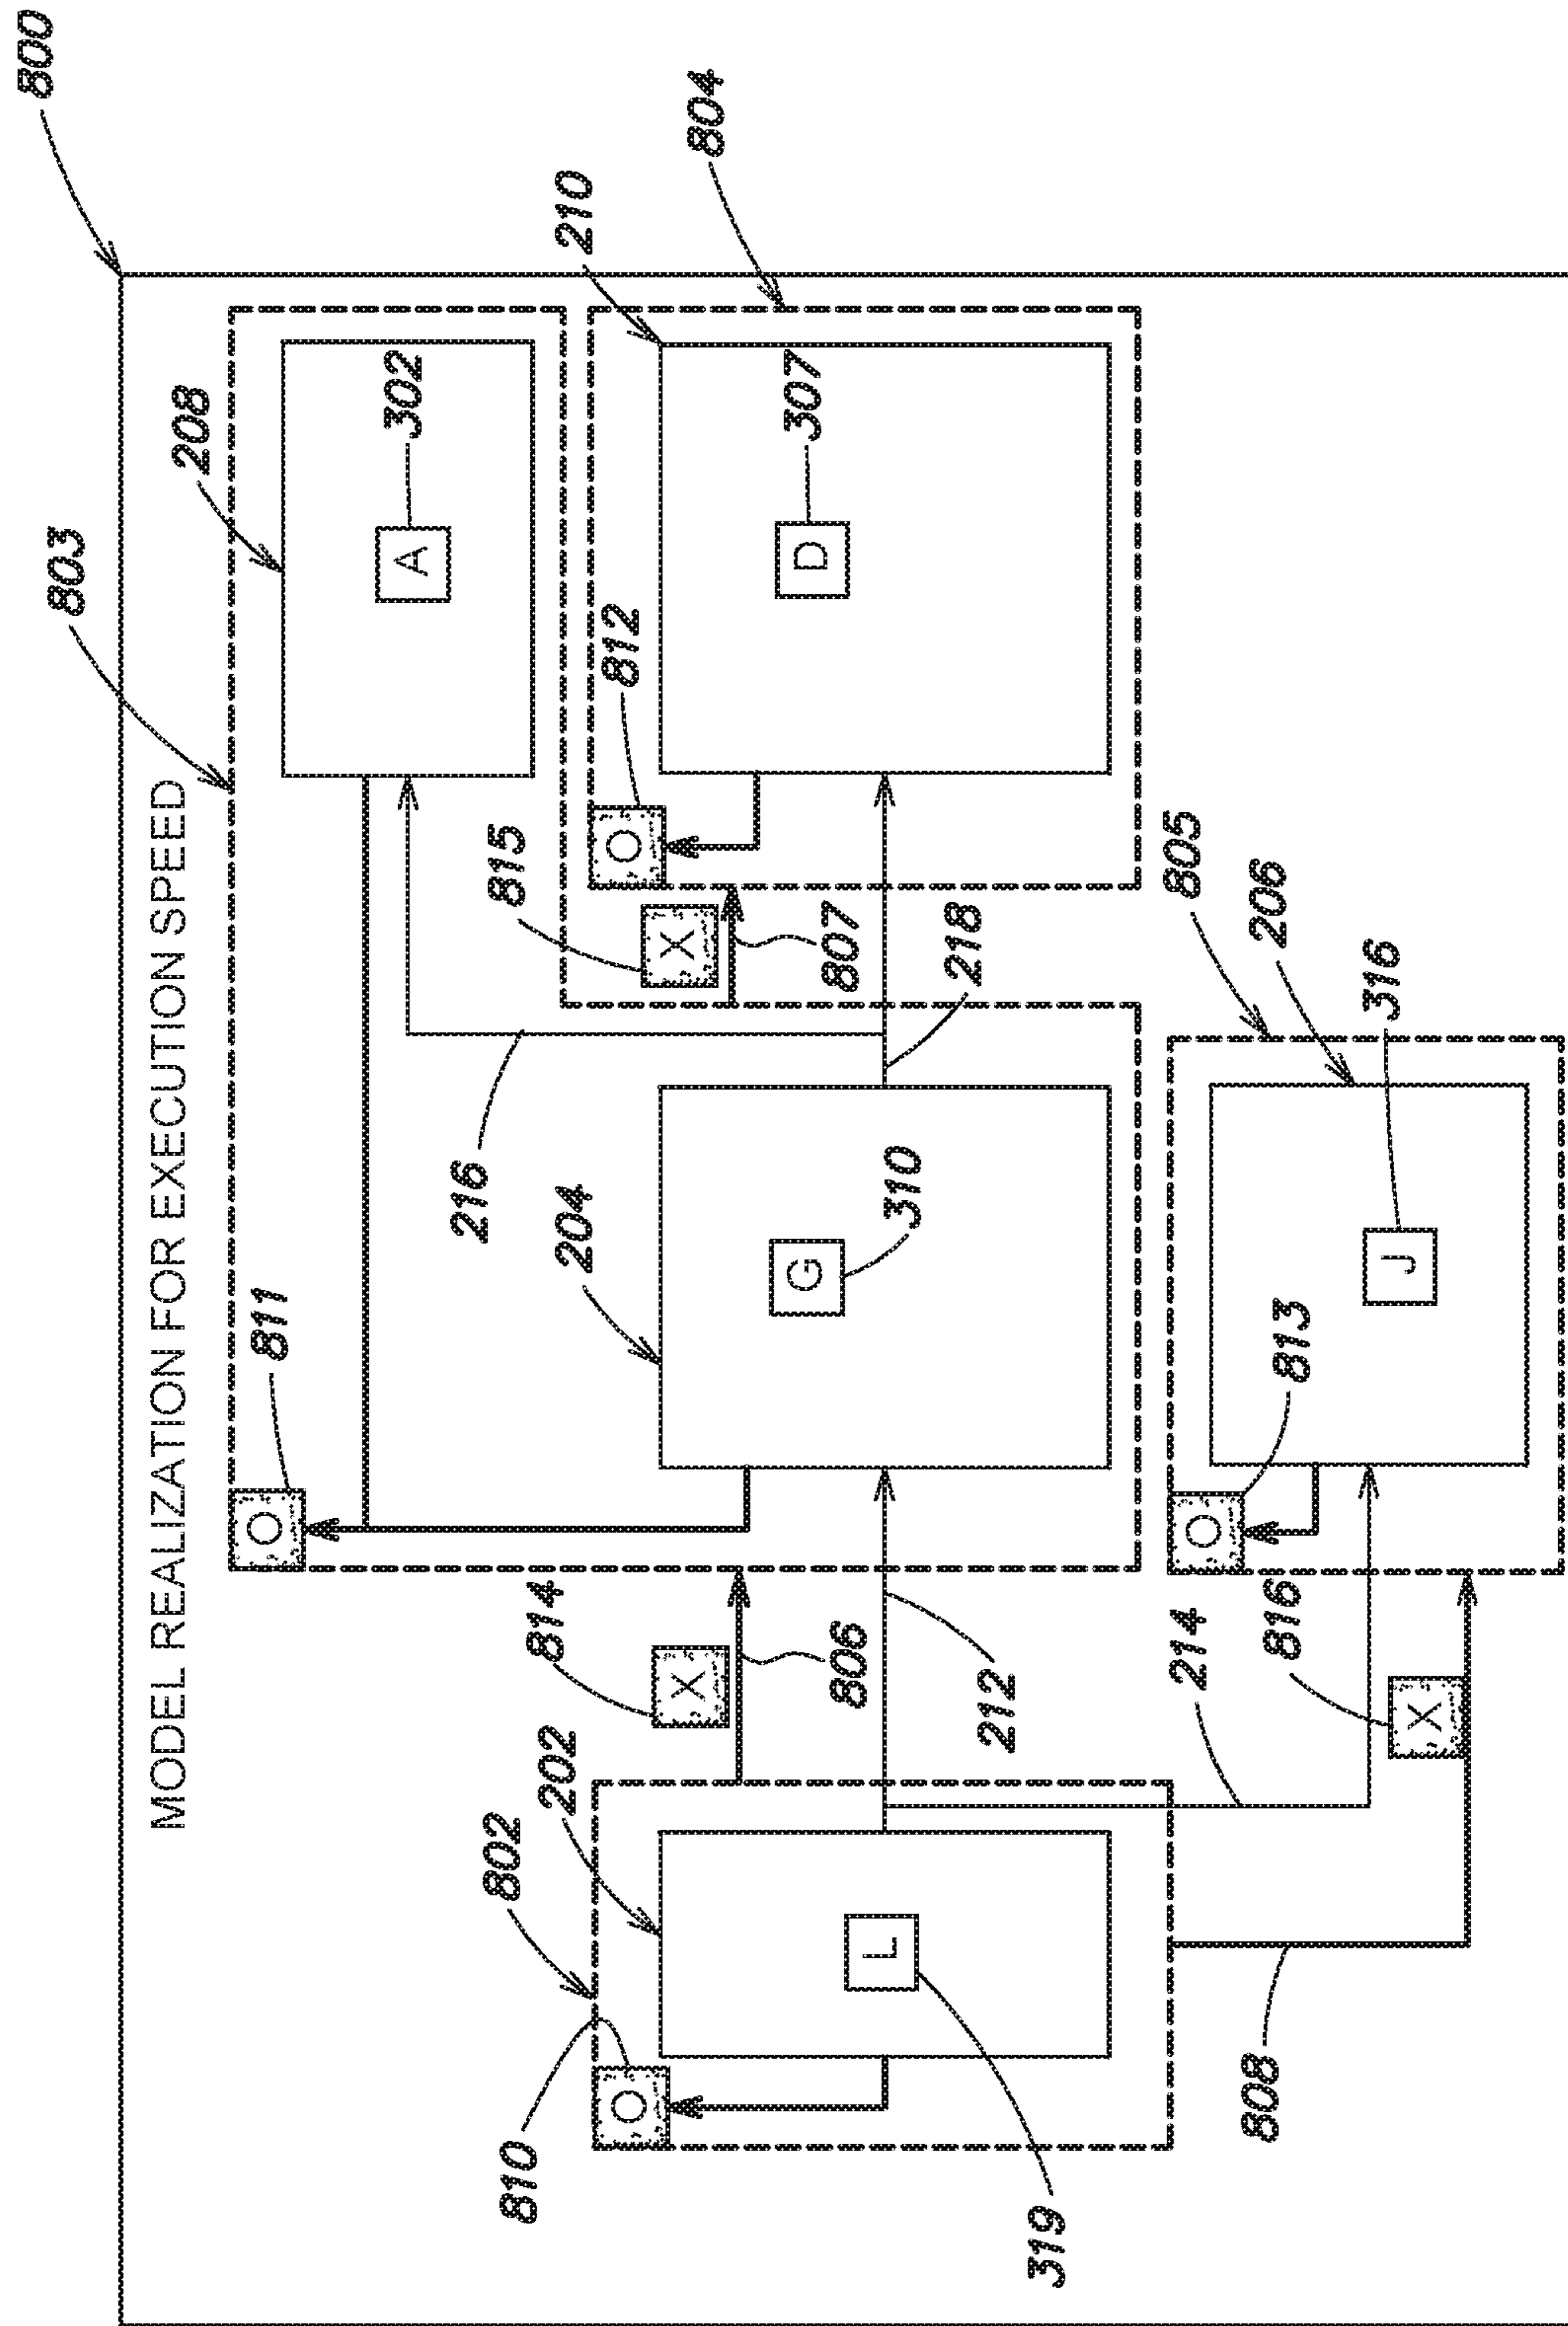 800
MODEL REALIZATION FOR EXECUTION SPEED
803
811
208
A
302
216
815
204
G
310
210
804
812
D
307
807
218
814
X
X
O
O
806
212
802
202
810
O
L
319
808
214
816
X
805
206
813
O
J
316